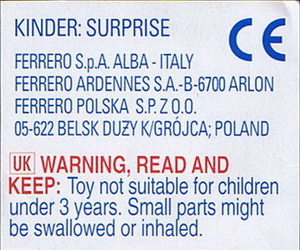 KINDER: SURPRISE
CE
FERRERO S.p.A. ALBA - ITALY
FERRERO ARDENNES S.A.-B-6700 ARLON
FERRERO POLSKA S.P. Z O.O.
05-622 BELSK DUZY K/GRÓJCA; POLAND
UK WARNING, READ AND
KEEP: Toy not suitable for children
under 3 years. Small parts might
be swallowed or inhaled.